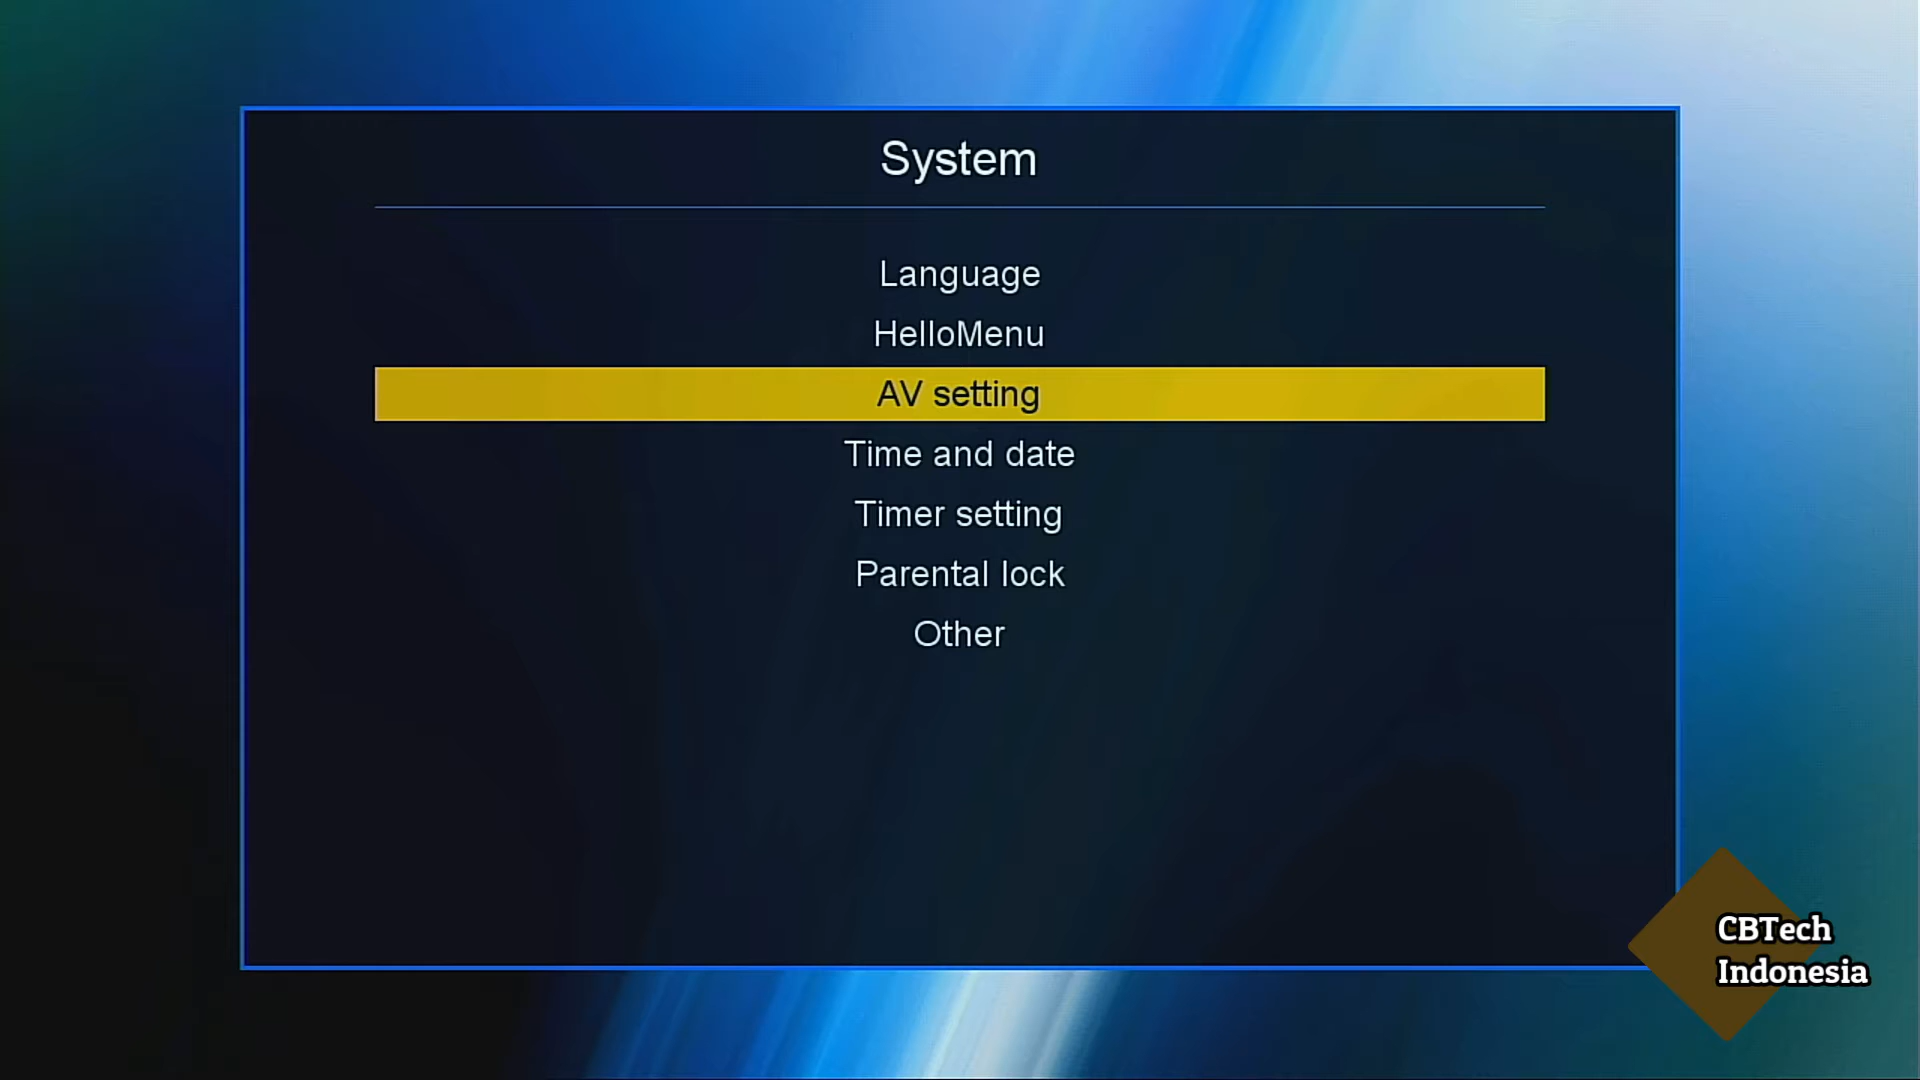 System
Language
HelloMenu
AV setting
Time and date
Timer setting
Parental lock
Other
CBTech
Indonesia